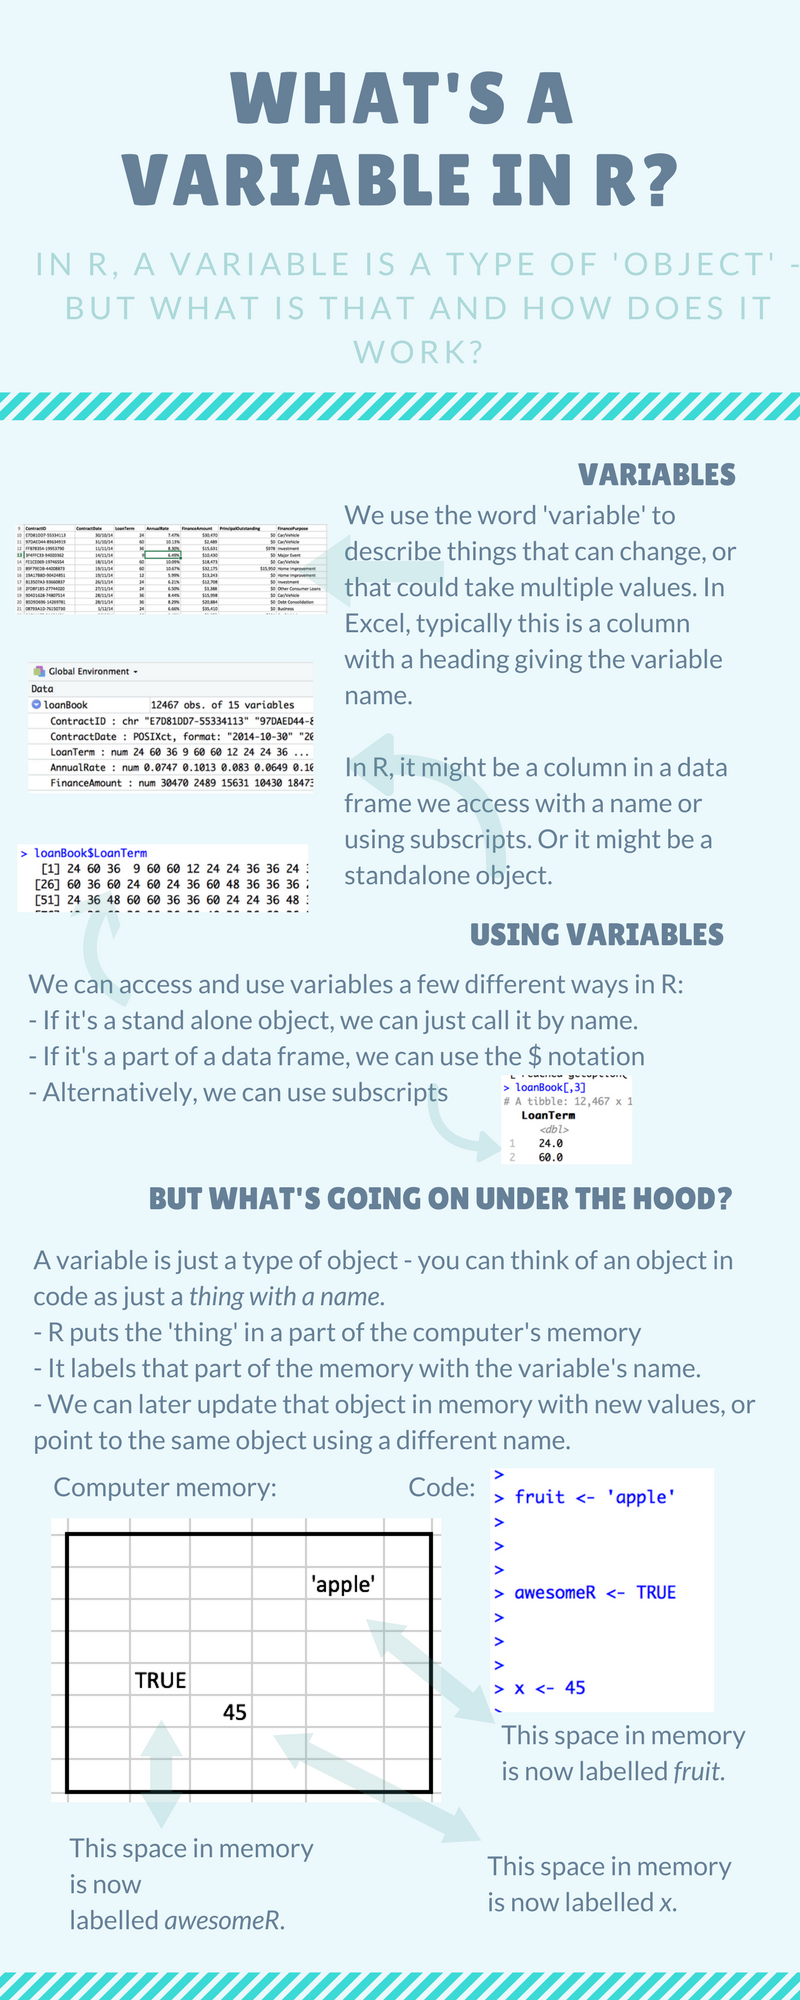 WHAT'S A
VARIABLE IN R?
IN R, A VARIABLE IS A TYPE OF 'OBJECT' -
BUT WHAT IS THAT AND HOW DOES IT
WORK?
VARIABLES
We use the word 'variable' to
describe things that can change, or
that could take multiple values. In
Excel, typically this is a column
with a heading giving the variable
name.
In R, it might be a column in a data
frame we access with a name or
using subscripts. Or it might be a
standalone object.
ContractID ContractDate LoanTerm AnnualRate FinanceAmount PrincipalOutstanding FinancePurpose
Global Environment
Data
loanBook 12467 obs. of 15 variables
ContractID : chr "E7D81DD7-55334113" "97DAED44-8
ContractDate : POSIXct, format: "2014-10-30" "20
LoanTerm : num 24 60 36 9 60 60 12 24 24 36 ...
AnnualRate : num 0.0747 0.1013 0.083 0.0649 0.10
FinanceAmount : num 30470 2489 15631 10430 18473
> loanBook$LoanTerm
[1] 24 60 36 9 60 60 12 24 24 36 36 24
[26] 60 36 60 24 60 24 36 60 48 36 36 36
[51] 24 36 48 60 60 36 36 60 24 24 36 48
USING VARIABLES
We can access and use variables a few different ways in R:
- If it's a stand alone object, we can just call it by name.
- If it's a part of a data frame, we can use the $ notation
- Alternatively, we can use subscripts
> loanBook[,3]
# A tibble: 12,467 x 1
LoanTerm
<dbl>
1 24.0
2 60.0
BUT WHAT'S GOING ON UNDER THE HOOD?
A variable is just a type of object - you can think of an object in
code as just a thing with a name.
- R puts the 'thing' in a part of the computer's memory
- It labels that part of the memory with the variable's name.
- We can later update that object in memory with new values, or
point to the same object using a different name.
Computer memory:
Code:
>
> fruit <- 'apple'
>
>
>
> awesomeR <- TRUE
>
>
>
> x <- 45
'apple'
TRUE
45
This space in memory
is now labelled fruit.
This space in memory
is now
labelled awesomeR.
This space in memory
is now labelled x.